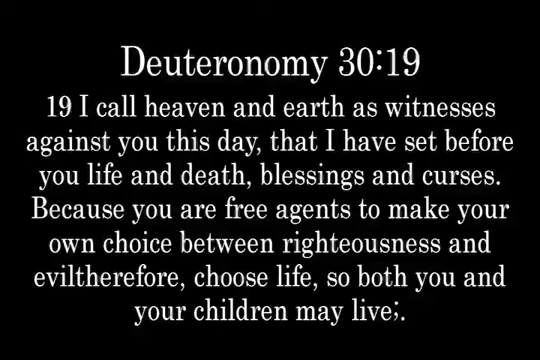 Deuteronomy 30:19
19 I call heaven and earth as witnesses
against you this day, that I have set before
you life and death, blessings and curses.
Because you are free agents to make your
own choice between righteousness and
eviltherefore, choose life, so both you and
your children may live;.